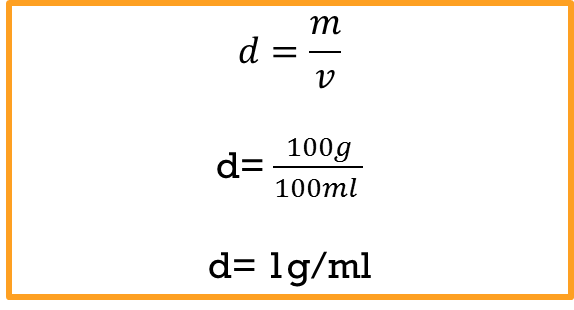 d = m/v
d= 100g/100ml
d= 1g/ml